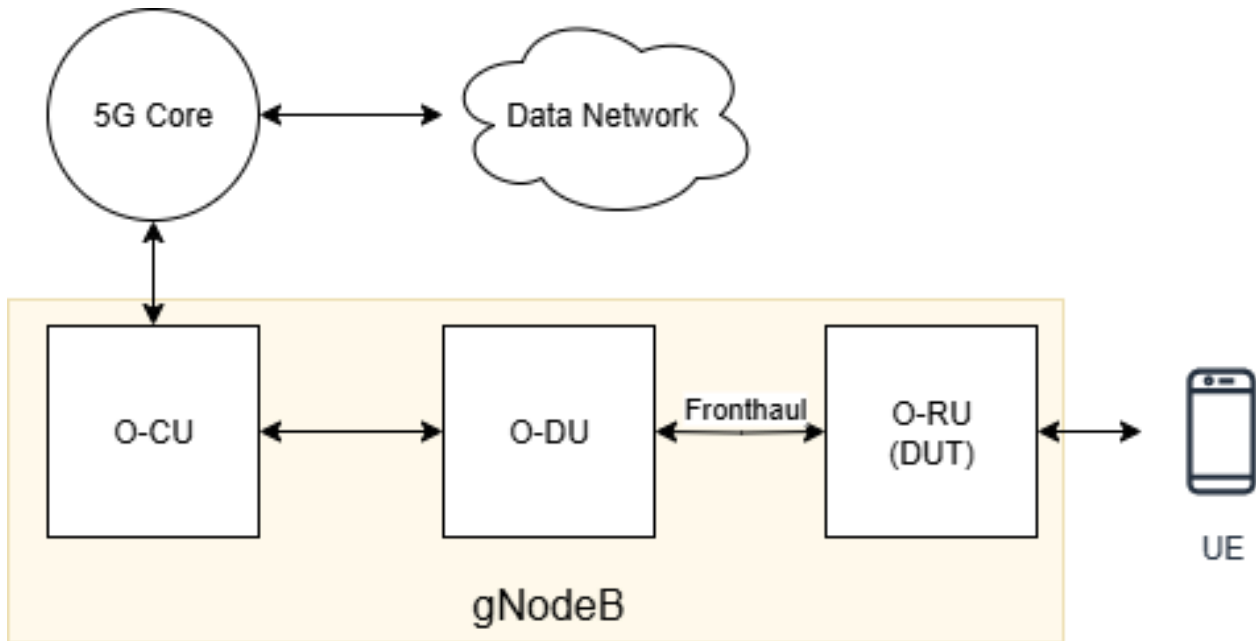 5G Core
Data Network
O-CU
O-DU
Fronthaul
O-RU
(DUT)
UE
gNodeB